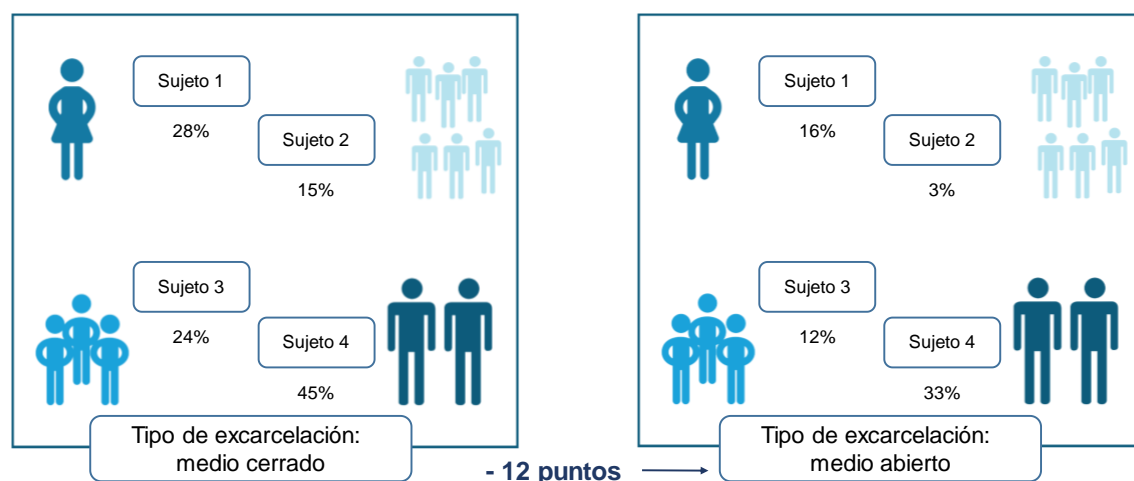 Sujeto 1
28%
Sujeto 2
15%
Sujeto 3
24%
Sujeto 4
45%
Tipo de excarcelación:
medio cerrado
- 12 puntos
Sujeto 1
16%
Sujeto 2
3%
Sujeto 3
12%
Sujeto 4
33%
Tipo de excarcelación:
medio abierto